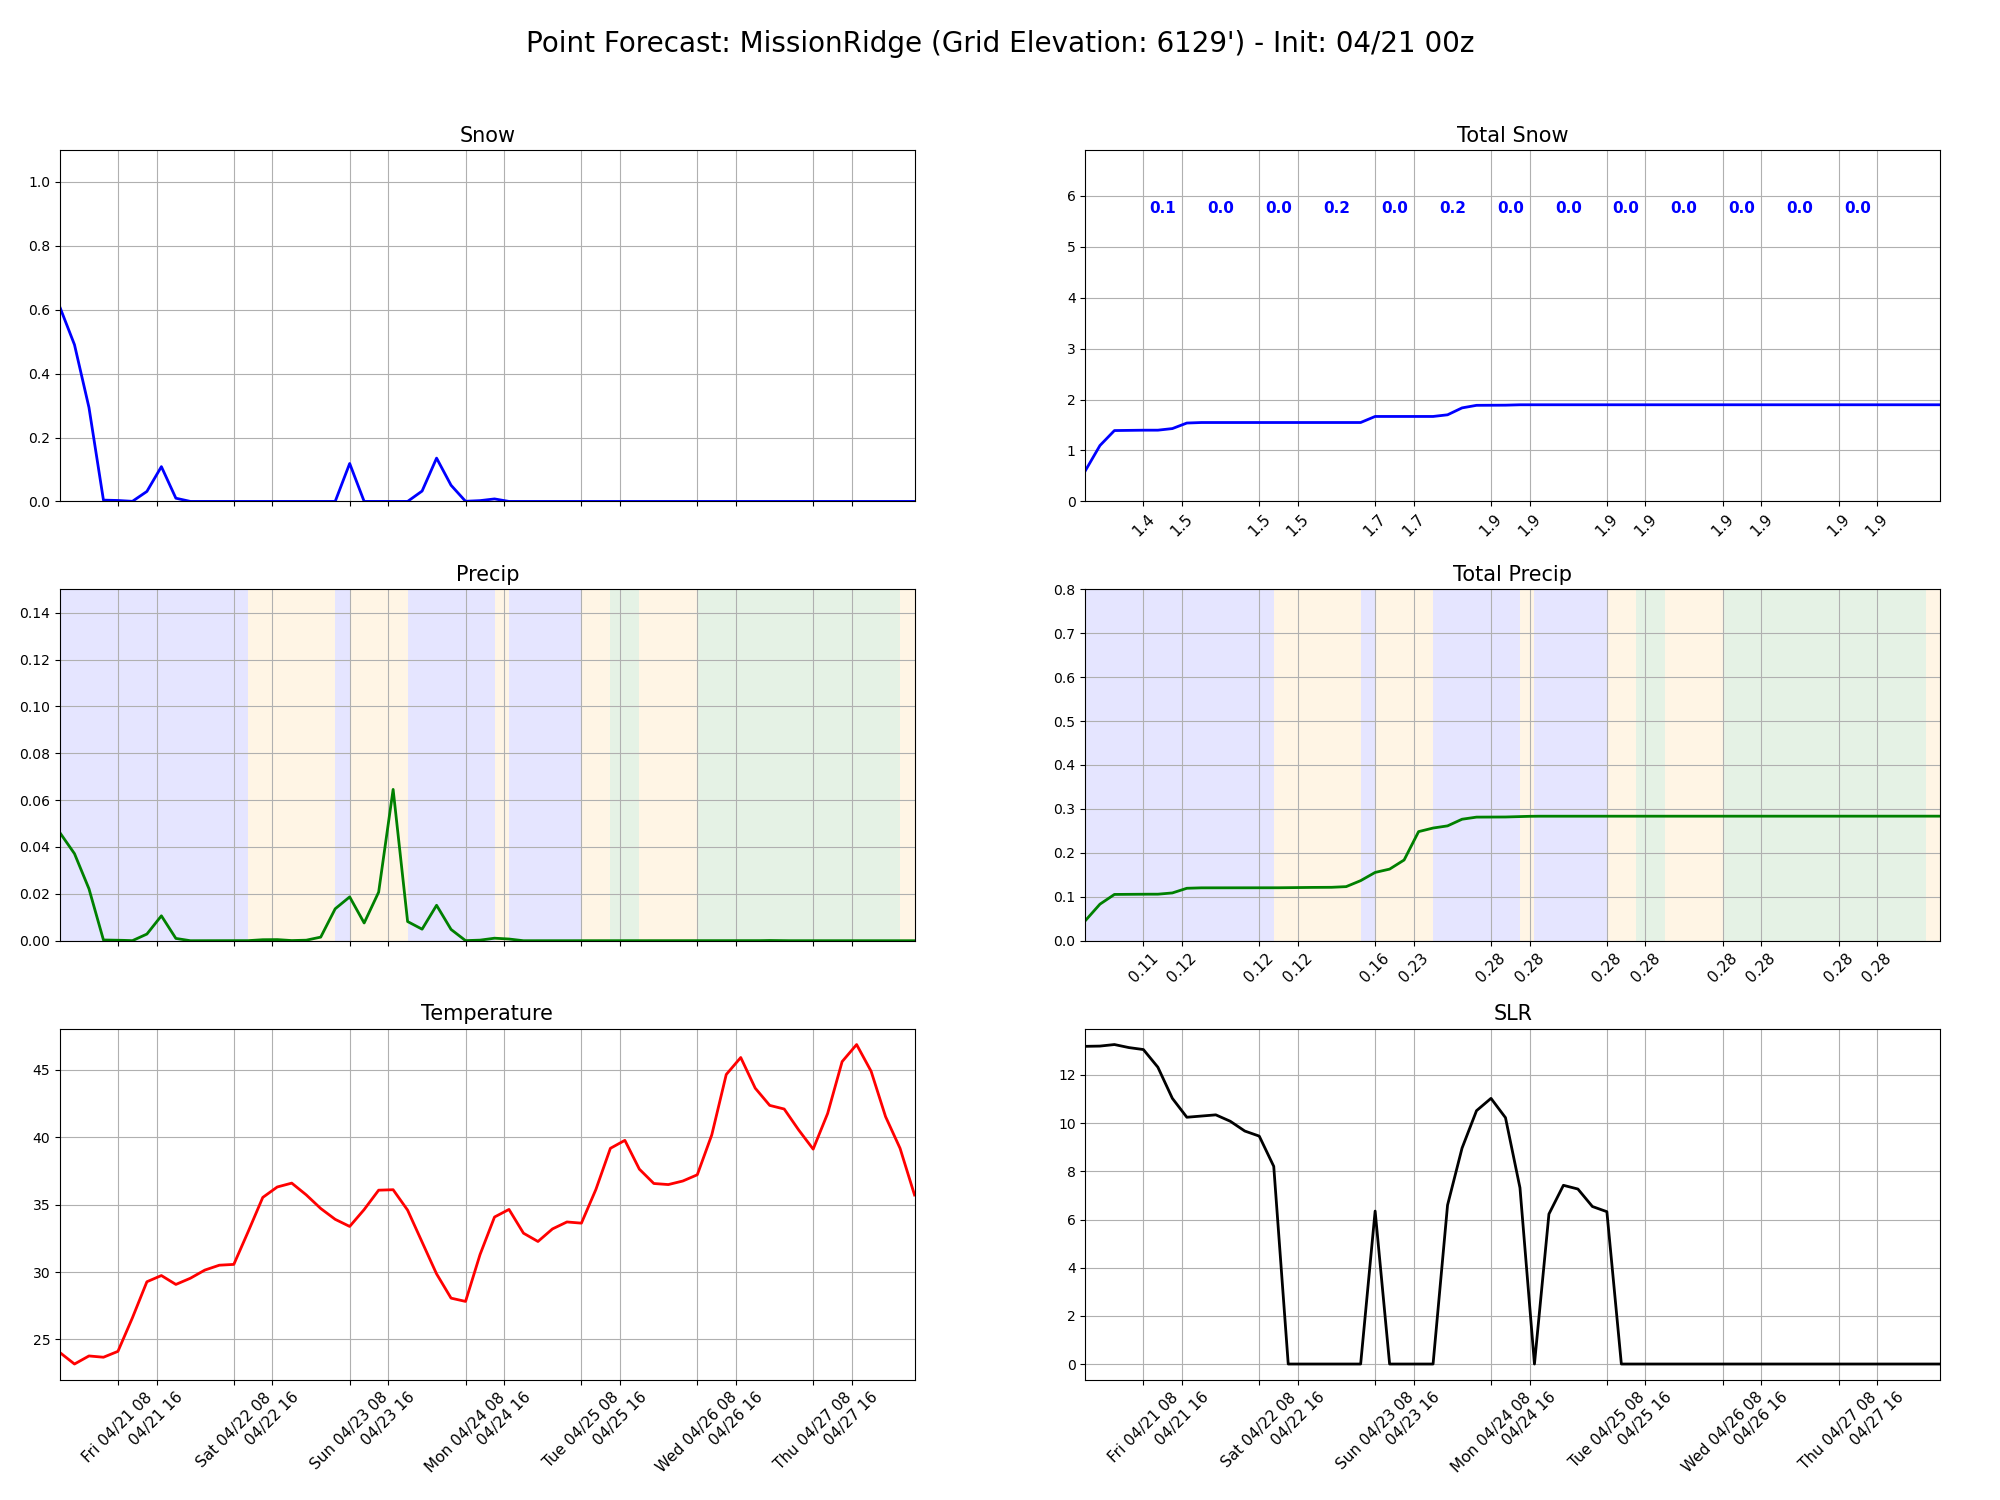 Point Forecast: MissionRidge (Grid Elevation: 6129') - Init: 04/21 00z
Snow
1.0
0.8
0.6
0.4
0.2
0.0
Total Snow
6
5
4
3
2
1
0
0.1 0.0 0.0 0.2 0.0 0.2 0.0 0.0 0.0 0.0 0.0 0.0 0.0
1.4 1.5 1.5 1.5 1.7 1.7 1.9 1.9 1.9 1.9 1.9 1.9 1.9 1.9
Precip
0.14
0.12
0.10
0.08
0.06
0.04
0.02
0.00
Total Precip
0.8
0.7
0.6
0.5
0.4
0.3
0.2
0.1
0.0
0.11 0.12 0.12 0.12 0.16 0.23 0.28 0.28 0.28 0.28 0.28 0.28 0.28 0.28
Temperature
45
40
35
30
25
Fri 04/21 08
04/21 16
Sat 04/22 08
04/22 16
Sun 04/23 08
04/23 16
Mon 04/24 08
04/24 16
Tue 04/25 08
04/25 16
Wed 04/26 08
04/26 16
Thu 04/27 08
04/27 16
SLR
12
10
8
6
4
2
0
Fri 04/21 08
04/21 16
Sat 04/22 08
04/22 16
Sun 04/23 08
04/23 16
Mon 04/24 08
04/24 16
Tue 04/25 08
04/25 16
Wed 04/26 08
04/26 16
Thu 04/27 08
04/27 16